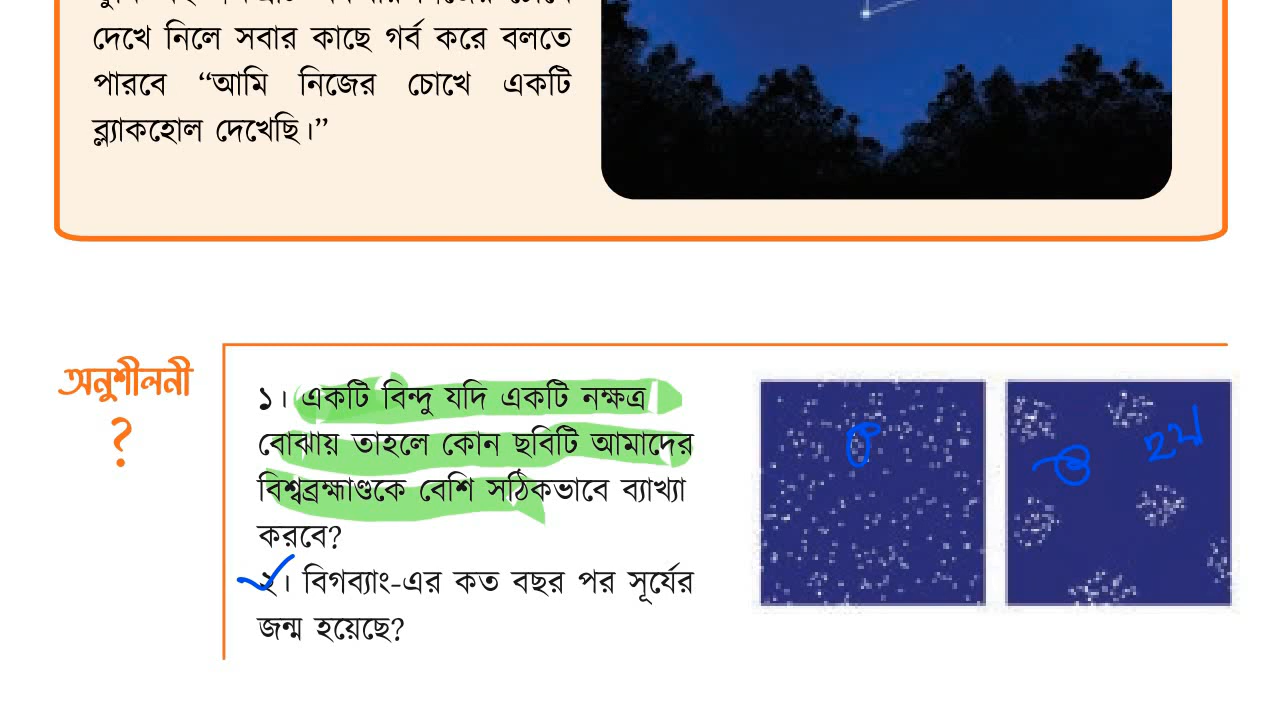 দেখে নিলে সবার কাছে গর্ব করে বলতে
পারবে “আমি নিজের চোখে একটি
ব্ল্যাকহোল দেখেছি।”
অনুশীলনী
?
১। একটি বিন্দু যদি একটি নক্ষত্র
বোঝায় তাহলে কোন ছবিটি আমাদের
বিশ্বব্রহ্মাণ্ডকে বেশি সঠিকভাবে ব্যাখ্যা
করবে?
২। বিগব্যাং-এর কত বছর পর সূর্যের
জন্ম হয়েছে?